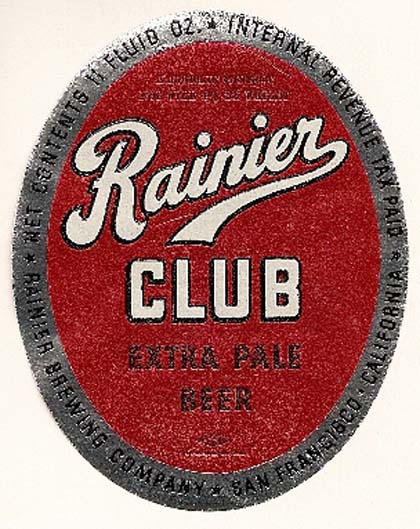 NET CONTENTS 11 FLUID OZ. ★ INTERNAL REVENUE TAX PAID ★
Rainier
CLUB
EXTRA PALE
BEER
★ RAINIER BREWING COMPANY ★ SAN FRANCISCO · CALIFORNIA